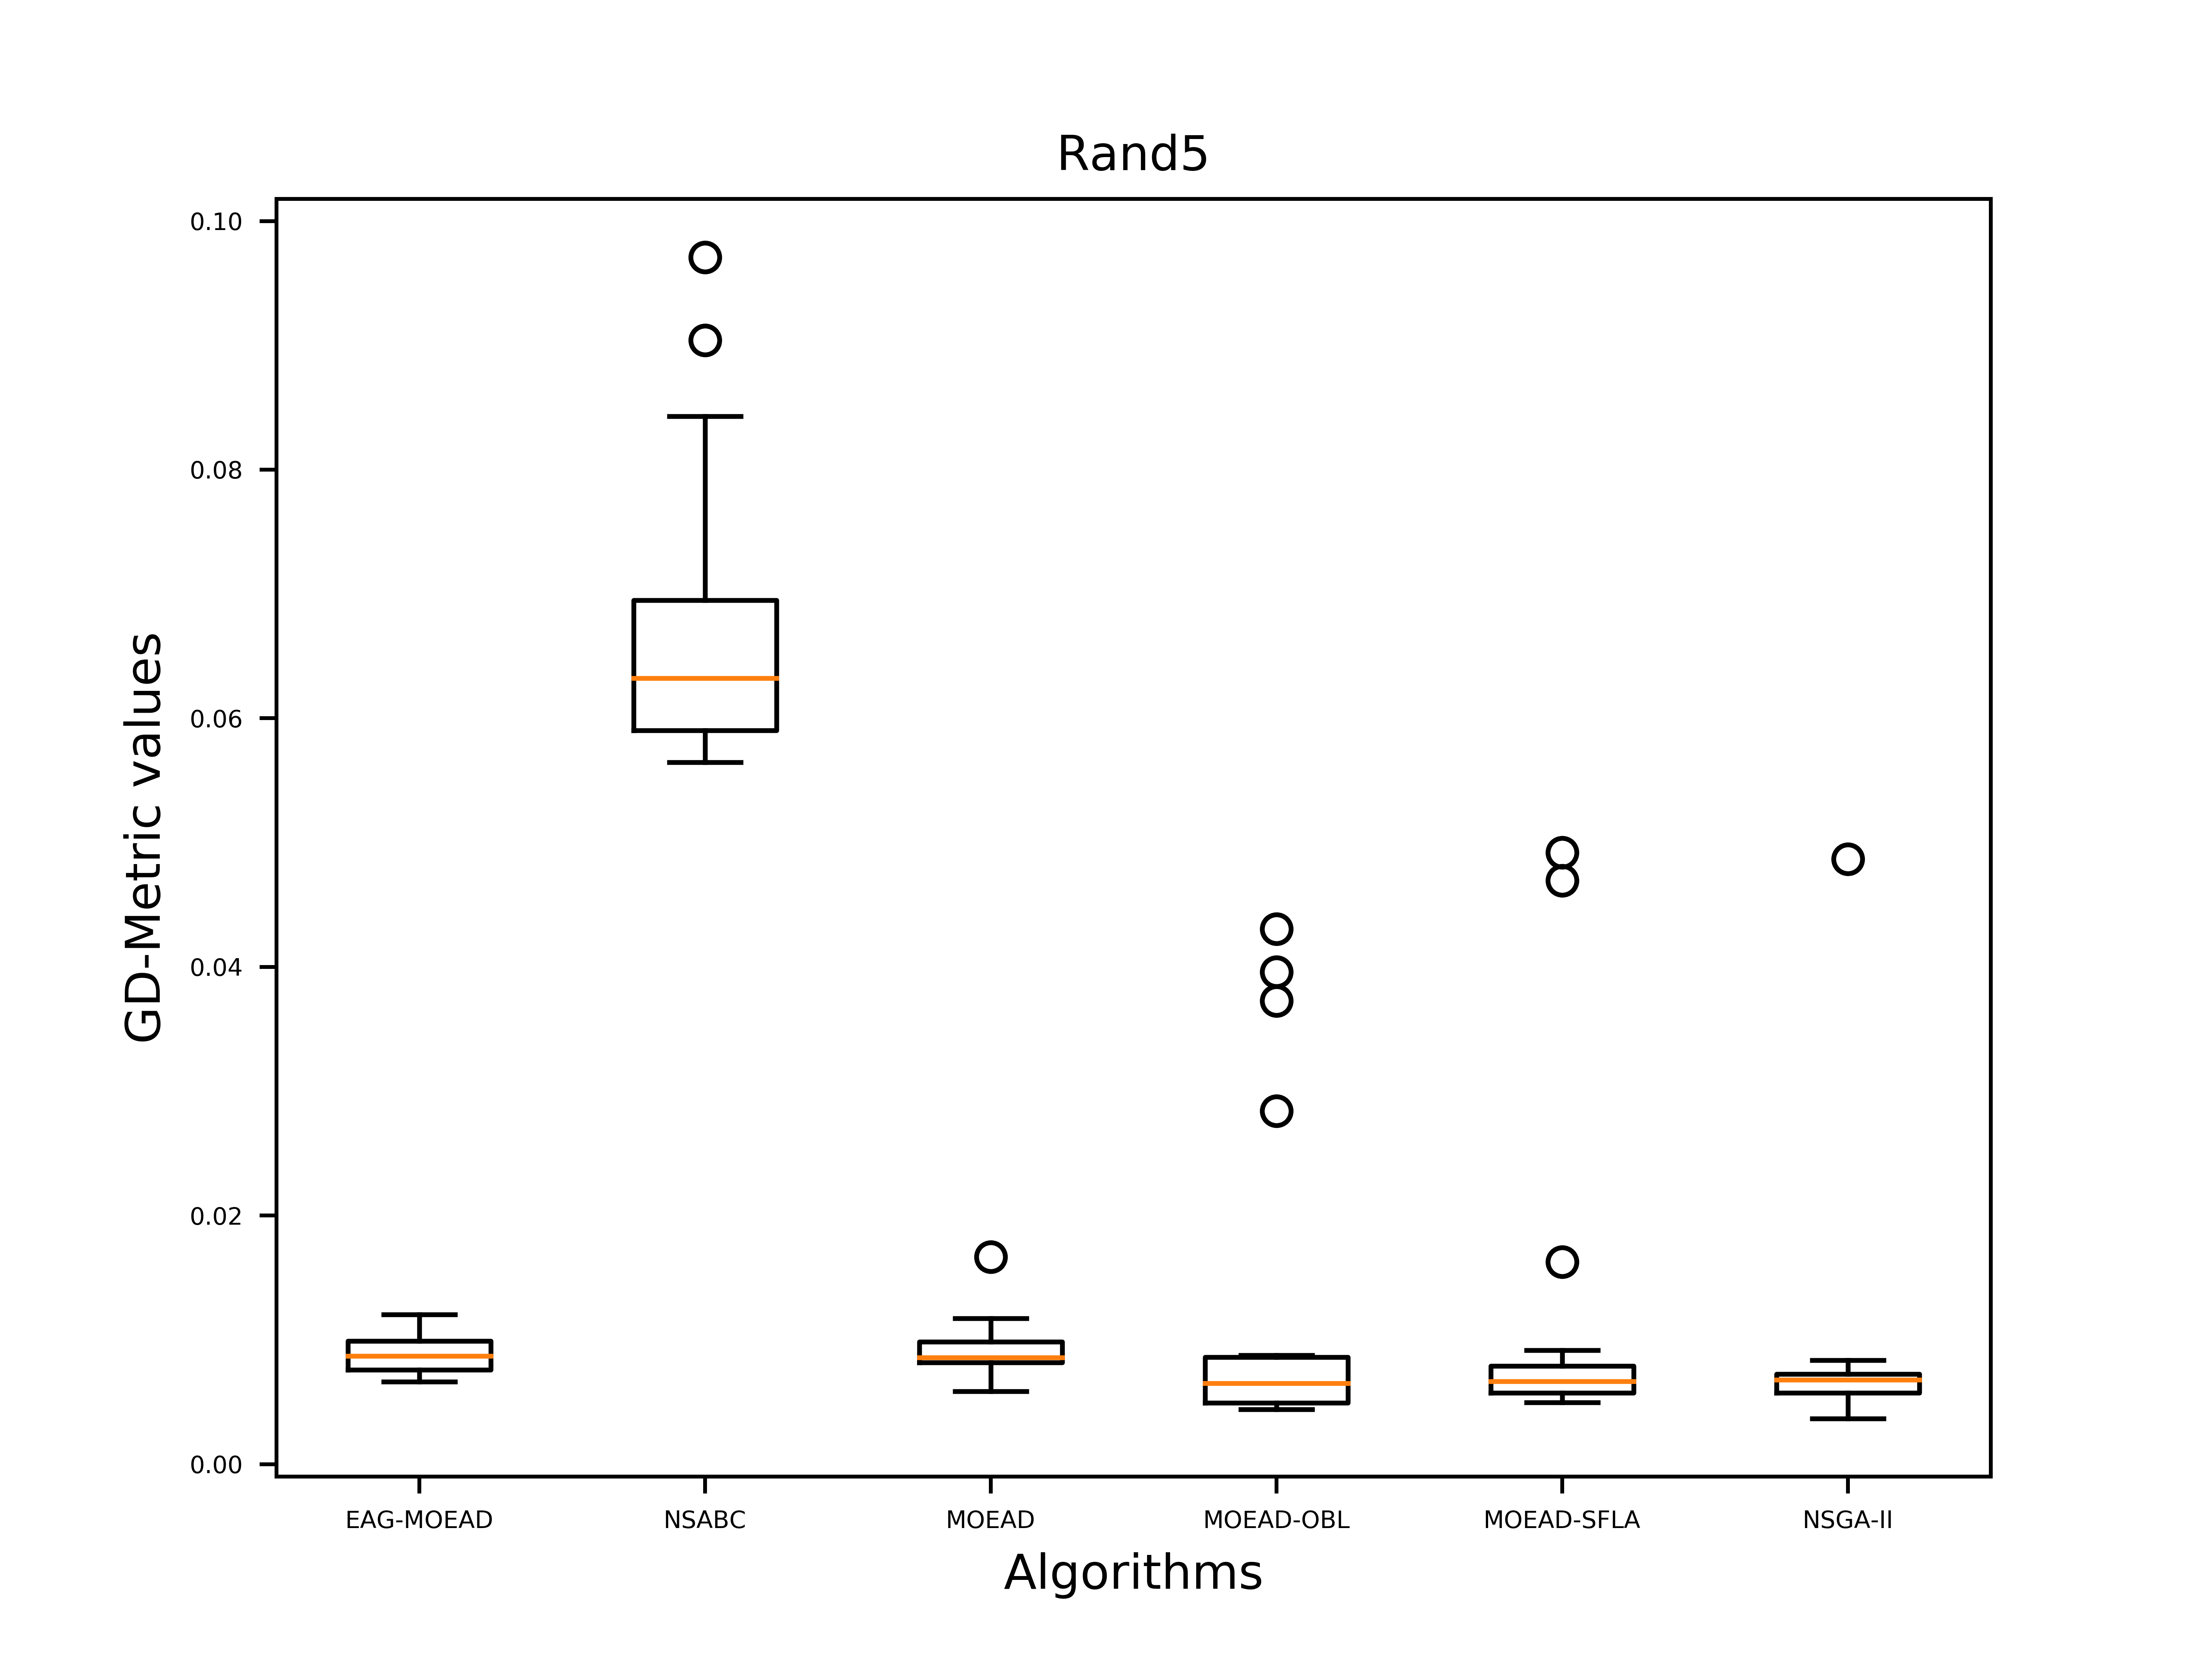 Rand5
GD-Metric values
0.10
0.08
0.06
0.04
0.02
0.00
EAG-MOEAD NSABC MOEAD MOEAD-OBL MOEAD-SFLA NSGA-II
Algorithms